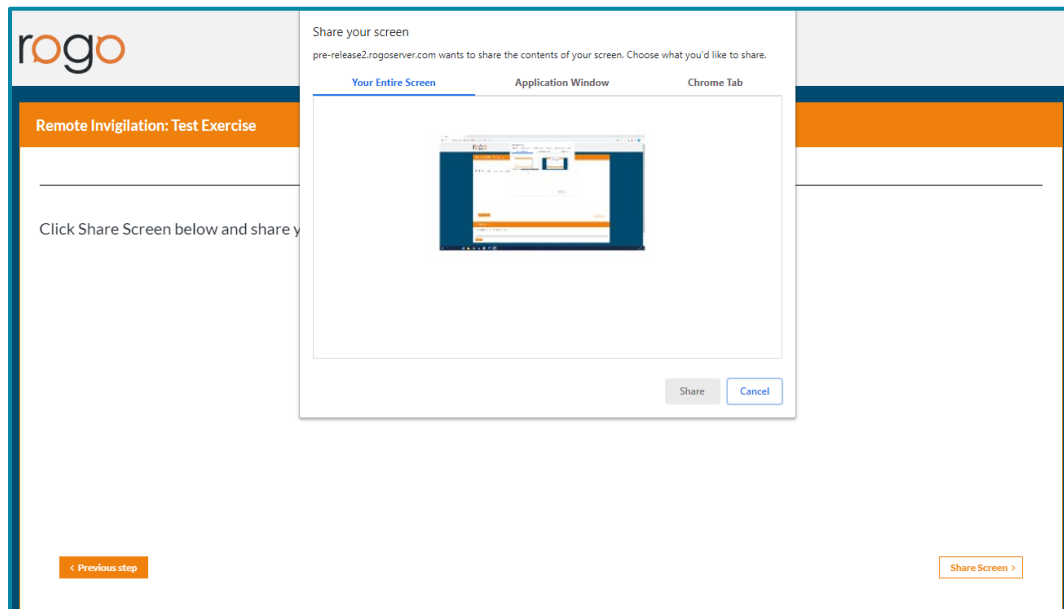 rogo
Share your screen
pre-release2.rogoserver.com wants to share the contents of your screen. Choose what you'd like to share.
Your Entire Screen
Application Window
Chrome Tab
Remote Invigilation: Test Exercise
Click Share Screen below and share y
Share
Cancel
< Previous step
Share Screen >